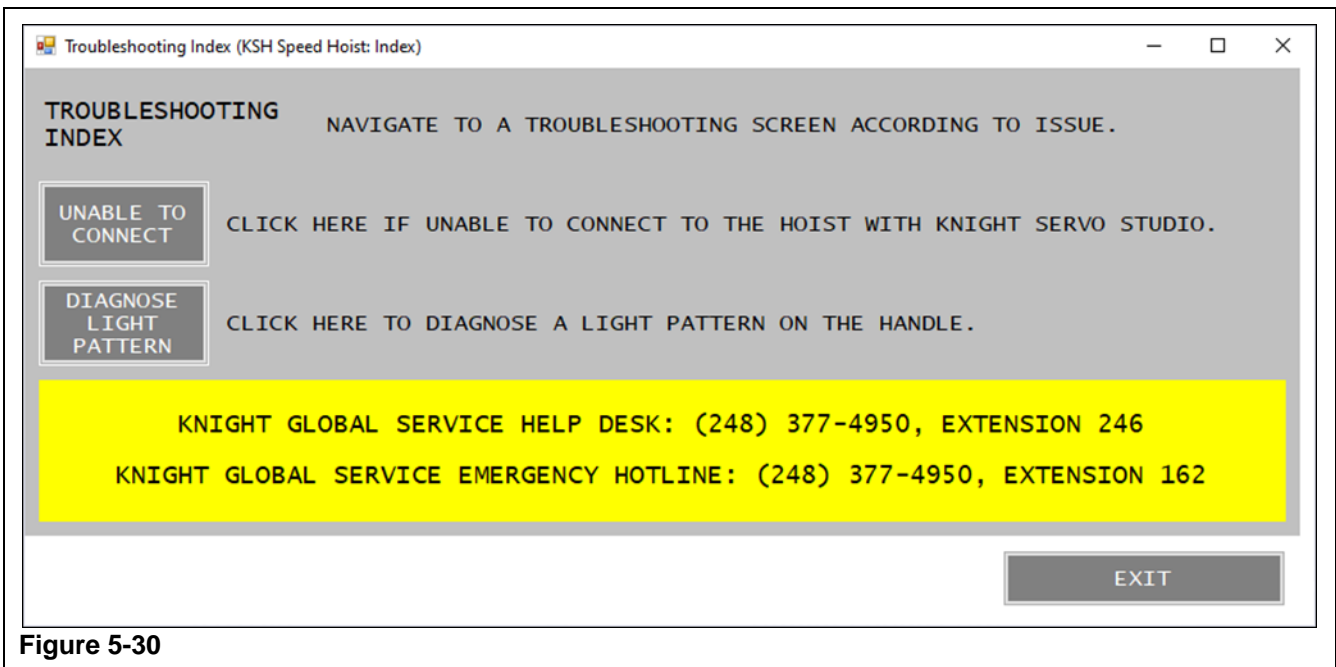 Troubleshooting Index (KSH Speed Hoist: Index)
TROUBLESHOOTING
INDEX
NAVIGATE TO A TROUBLESHOOTING SCREEN ACCORDING TO ISSUE.
UNABLE TO
CONNECT
CLICK HERE IF UNABLE TO CONNECT TO THE HOIST WITH KNIGHT SERVO STUDIO.
DIAGNOSE
LIGHT
PATTERN
CLICK HERE TO DIAGNOSE A LIGHT PATTERN ON THE HANDLE.
KNIGHT GLOBAL SERVICE HELP DESK: (248) 377-4950, EXTENSION 246
KNIGHT GLOBAL SERVICE EMERGENCY HOTLINE: (248) 377-4950, EXTENSION 162
EXIT
Figure 5-30